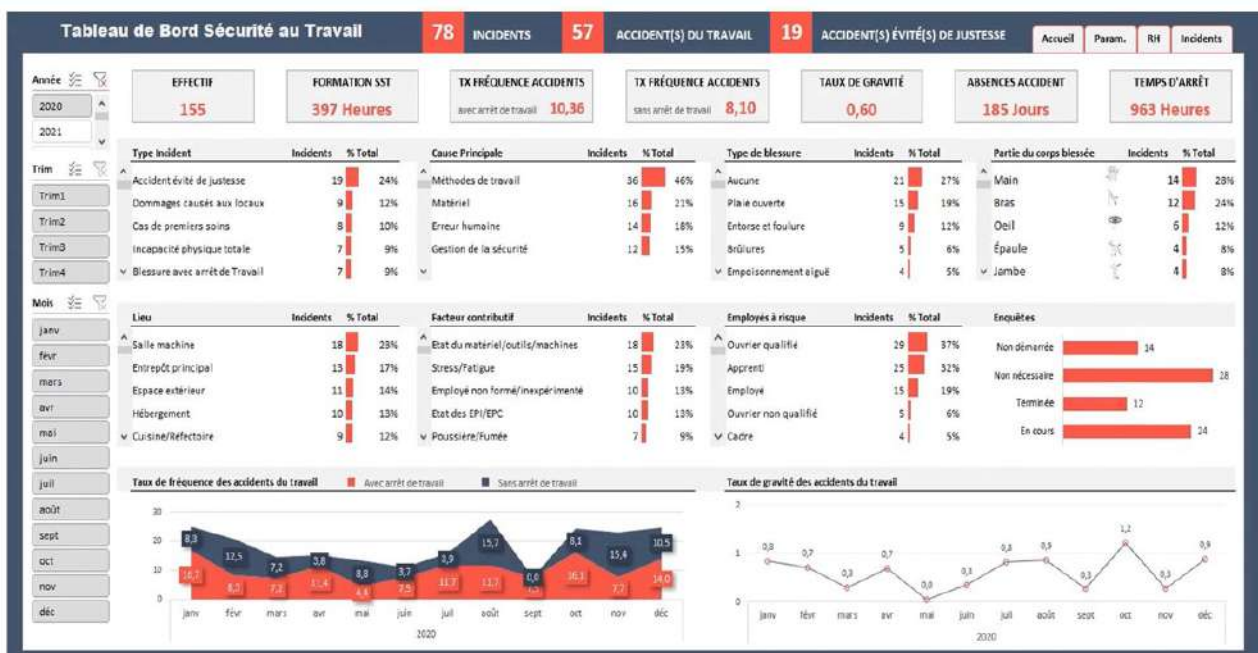 Tableau de Bord Sécurité au Travail
78 INCIDENTS
57 ACCIDENT(S) DU TRAVAIL
19 ACCIDENT(S) ÉVITÉ(S) DE JUSTESSE
Accueil Param. RH Incidents
Année
2020
2021
Trim
Trim1
Trim2
Trim3
Trim4
Mois
janv
févr
mars
avr
mai
juin
juil
août
sept
oct
nov
déc
EFFECTIF
155
FORMATION SST
397 Heures
TX FRÉQUENCE ACCIDENTS
avec arrêt de travail 10,36
TX FRÉQUENCE ACCIDENTS
sans arrêt de travail 8,10
TAUX DE GRAVITÉ
0,60
ABSENCES ACCIDENT
185 Jours
TEMPS D'ARRÊT
963 Heures
Type Incident Incidents % Total
Accident évité de justesse 19 24%
Dommages causés aux locaux 9 12%
Cas de premiers soins 8 10%
Incapacité physique totale 7 9%
Blessure avec arrêt de Travail 7 9%
Cause Principale Incidents % Total
Méthodes de travail 36 46%
Matériel 16 21%
Erreur humaine 14 18%
Gestion de la sécurité 12 15%
Type de blessure Incidents % Total
Aucune 21 27%
Plaie ouverte 15 19%
Entorse et foulure 9 12%
Brûlures 5 6%
Empoisonnement aiguë 4 5%
Partie du corps blessée Incidents % Total
Main 14 28%
Bras 12 24%
Oeil 6 12%
Épaule 4 8%
Jambe 4 8%
Lieu Incidents % Total
Salle machine 18 23%
Entrepôt principal 13 17%
Espace extérieur 11 14%
Hébergement 10 13%
Cuisine/Réfectoire 9 12%
Facteur contributif Incidents % Total
Etat du matériel/outils/machines 18 23%
Stress/Fatigue 15 19%
Employé non formé/inexpérimenté 10 13%
Etat des EPI/EPC 10 13%
Poussière/Fumée 7 9%
Employés à risque Incidents % Total
Ouvrier qualifié 29 37%
Apprenti 25 32%
Employé 15 19%
Ouvrier non qualifié 5 6%
Cadre 4 5%
Enquêtes
Non démarrée 14
Non nécessaire 28
Terminée 12
En cours 24
Taux de fréquence des accidents du travail Avec arrêt de travail Sans arrêt de travail
30
20
10
0
8,3 12,5 7,2 3,8 8,8 3,7 3,9 15,7 0,0 8,1 15,4 10,5
11,4 4,4 7,5 11,7 11,7 16,1 7,7 14,0
janv févr mars avr mai juin juil août sept oct nov déc
2020
Taux de gravité des accidents du travail
2
1
0
0,8 0,7 0,3 0,7 0,0 0,3 0,8 0,3 1,2 0,3 0,9
janv févr mars avr mai juin juil août sept oct nov déc
2020